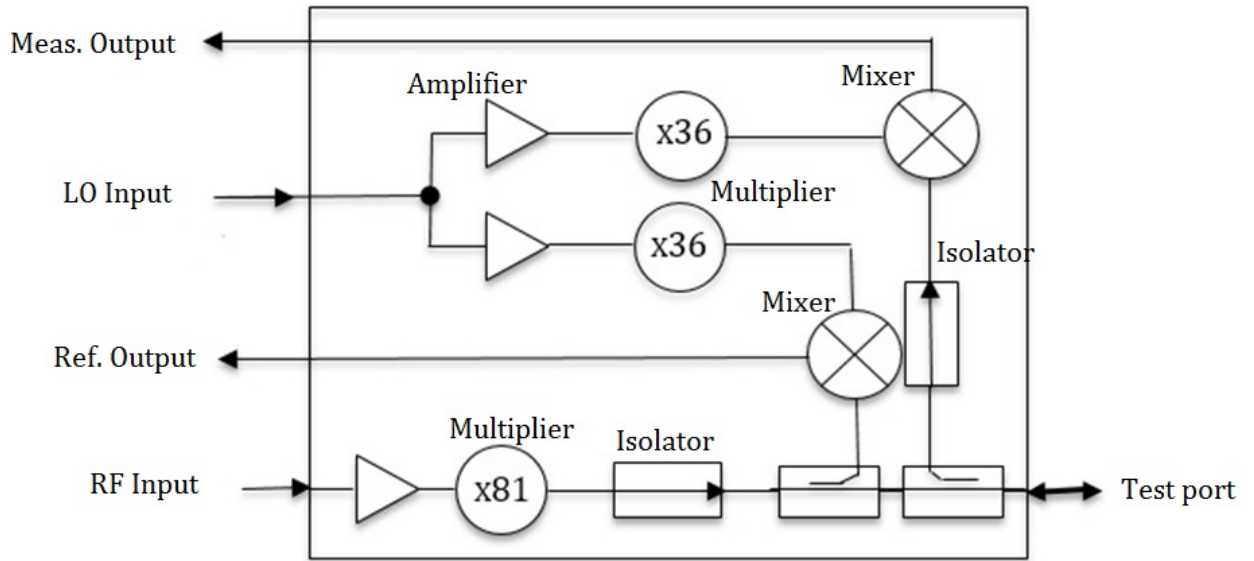 Meas. Output
Amplifier
Mixer
x36
LO Input
Multiplier
x36
Isolator
Mixer
Ref. Output
Multiplier
Isolator
RF Input
x81
Test port